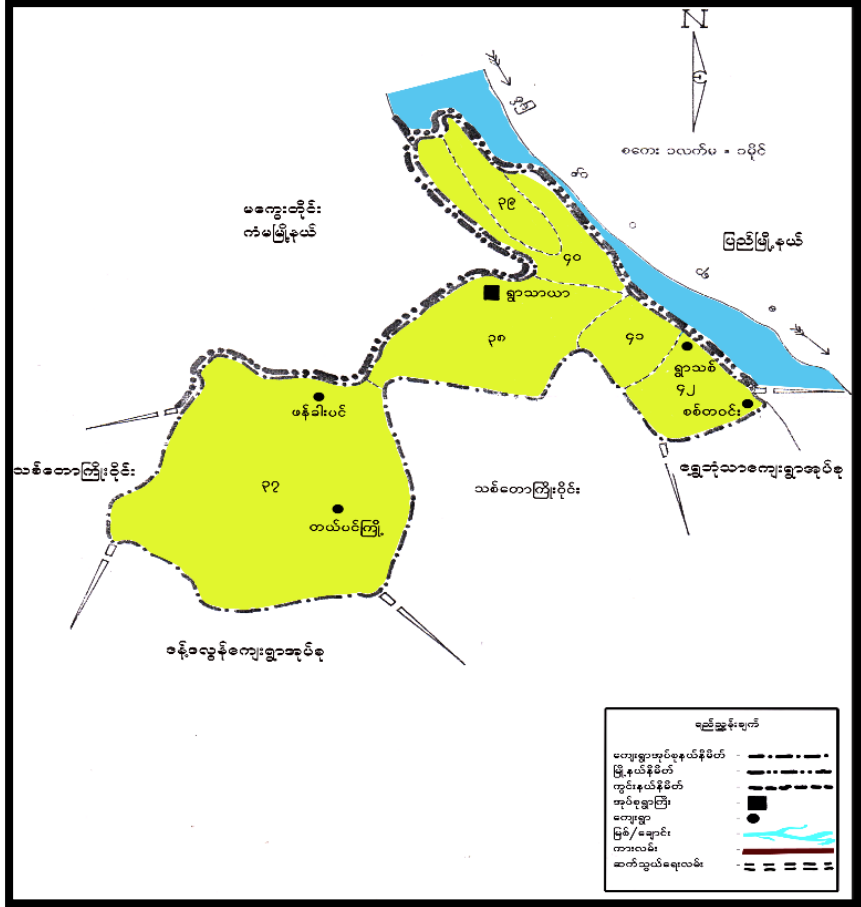 N
စကေး ၁လက်မ = ၁မိုင်
မကွေးတိုင်း
ကံမမြို့နယ်
ပြည်မြို့နယ်
၃၉
၄၀
ရွာသာယာ
၃၈
၄၁
ရွာသစ်
၄၂
စစ်တဝင်း
ဖန်ခါးပင်
သစ်တောကြိုးဝိုင်း
၃၇
သစ်တောကြိုးဝိုင်း
ရွှေဘုံသာကျေးရွာအုပ်စု
တယ်ပင်ကြို့
ဒန့်ဒလွန်ကျေးရွာအုပ်စု
ရည်ညွှန်းချက်
ကျေးရွာအုပ်စုနယ်နိမိတ်
မြို့နယ်နိမိတ်
ကွင်းနယ်နိမိတ်
အုပ်စုရွာကြီး
ကျေးရွာ
မြစ်/ချောင်း
ကားလမ်း
ဆက်သွယ်ရေးလမ်း